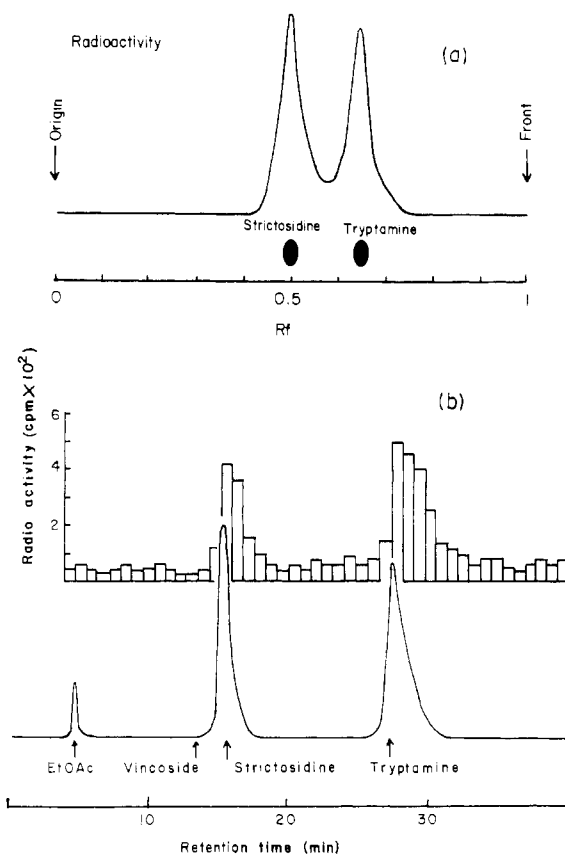 (a)
Radioactivity
Origin
Front
Strictosidine Tryptamine
0 0.5 1
Rf
(b)
Radio activity (cpm X 10²)
6
4
2
EtOAc Vincoside Strictosidine Tryptamine
10 20 30
Retention time (min)